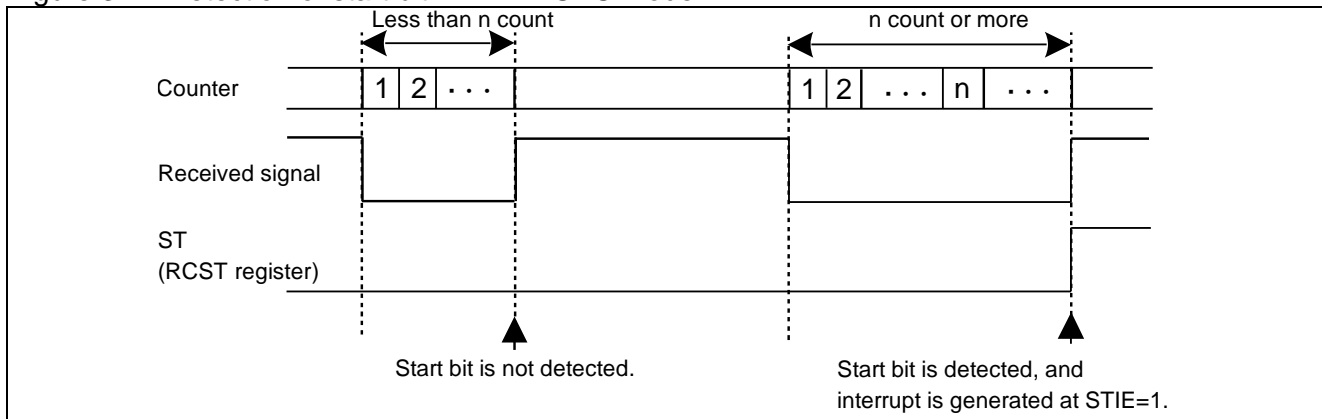 Less than n count
n count or more
Counter
1 2 ...
1 2 ... n ...
Received signal
ST
(RCST register)
Start bit is not detected.
Start bit is detected, and
interrupt is generated at STIE=1.